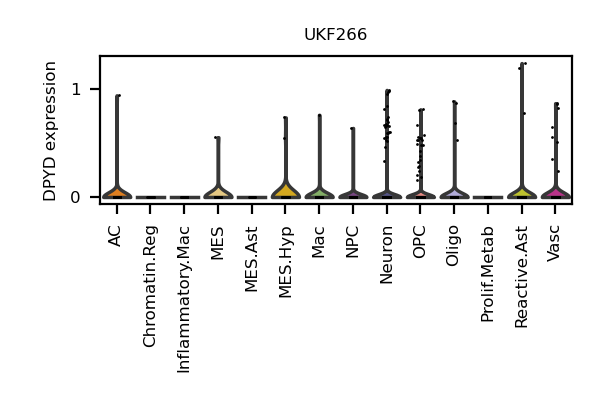 UKF266
DPYD expression
1
0
AC
Chromatin.Reg
Inflammatory.Mac
MES
MES.Ast
MES.Hyp
Mac
NPC
Neuron
OPC
Oligo
Prolif.Metab
Reactive.Ast
Vasc